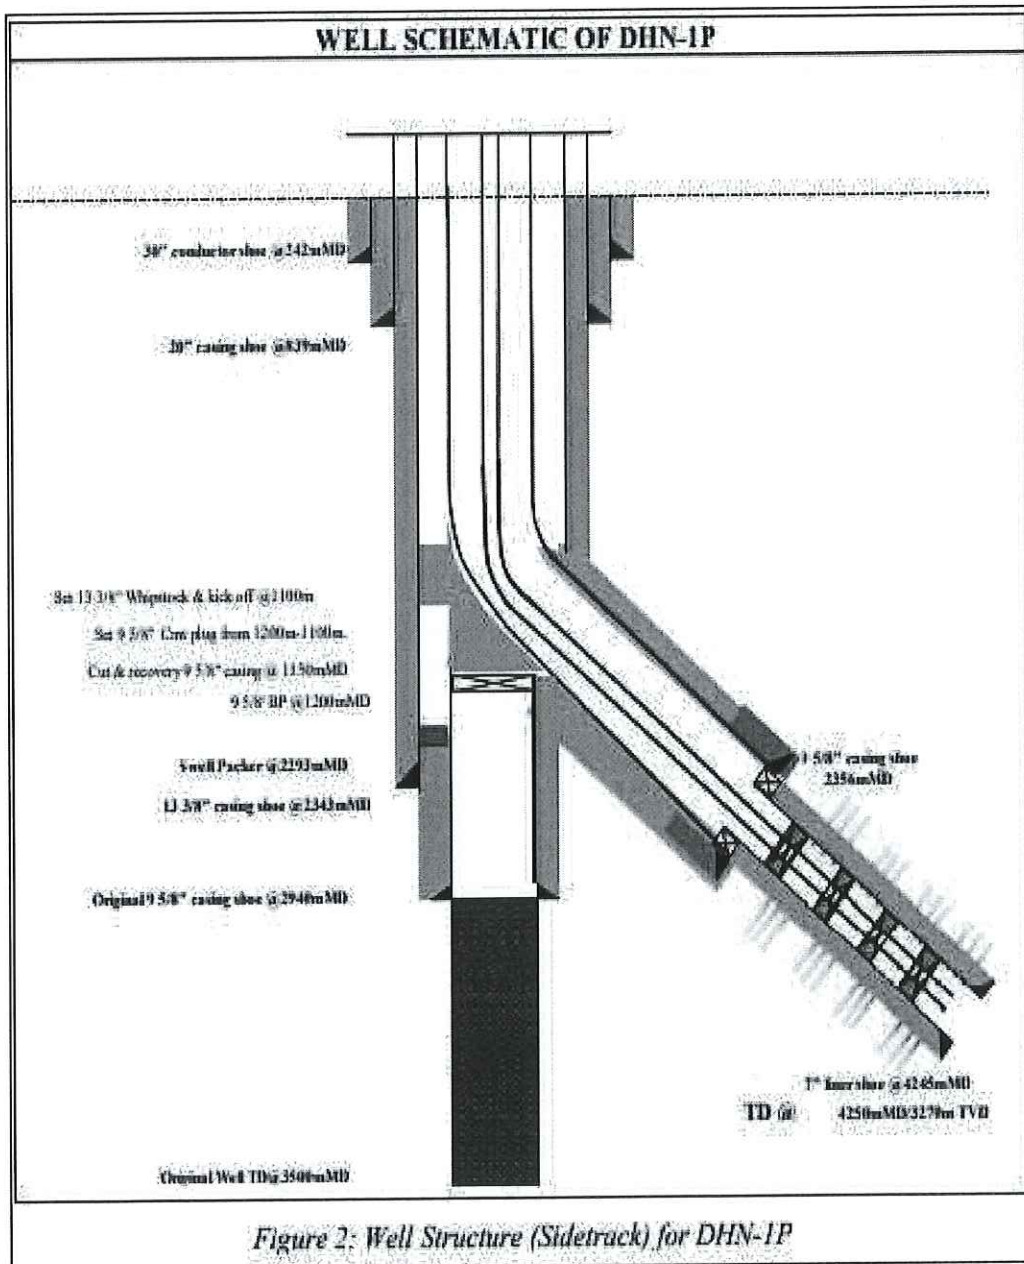 WELL SCHEMATIC OF DHN-1P
30" conductor shoe @242mMD
20" casing shoe @839mMD
Set 13 3/8" Whipstock & kick off @1100m
Set 9 5/8" Cmt plug from 1200m-1100m.
Cut & recovery 9 5/8" casing @ 1150mMD
9 5/8 BP @1200mMD
Swell Packer @ 2293mMD
13 3/8" casing shoe @ 2343mMD
5/8" casing shoe
2356mMD
Original 9 5/8" casing shoe @ 2940mMD
7" liner shoe @ 4245mMD
TD @ 4250mMD/3270m TVD
Original Well TD@ 3500mMD
Figure 2: Well Structure (Sidetrack) for DHN-1P